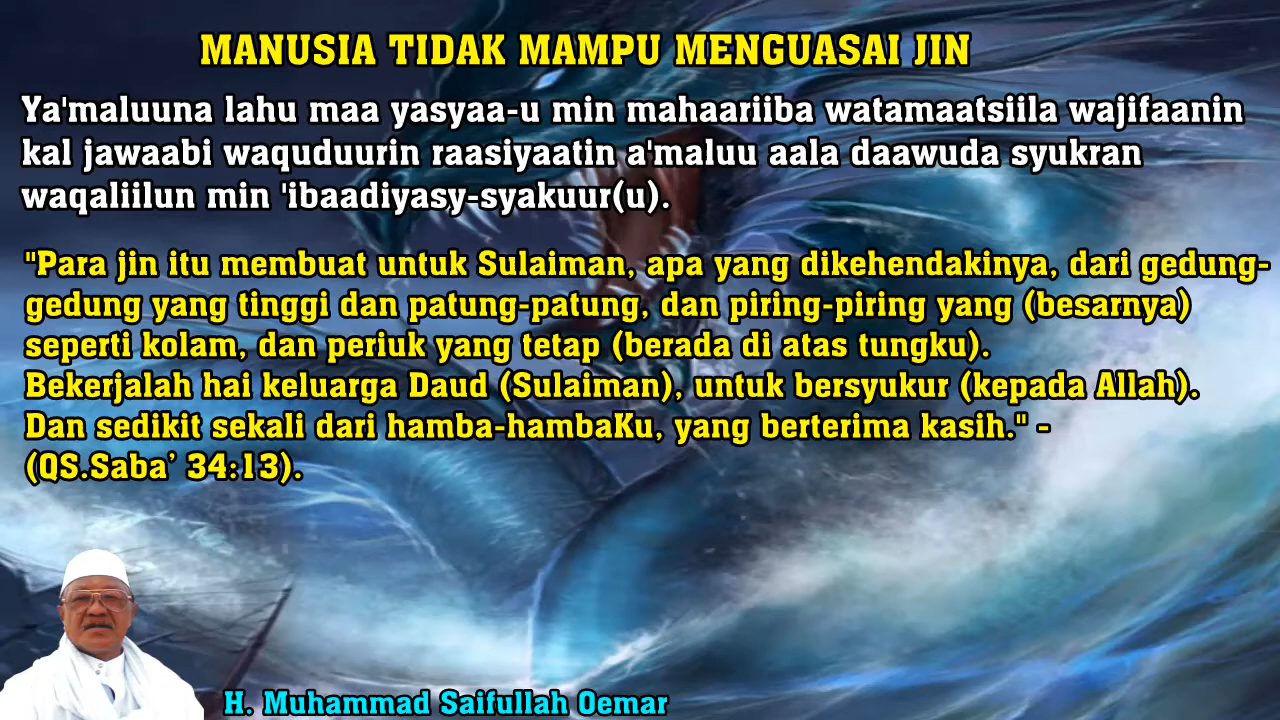 MANUSIA TIDAK MAMPU MENGUASAI JIN
Ya'maluuna lahu maa yasyaa-u min mahaariiba watamaatsiila wajifaanin
kal jawaabi waquduurin raasiyaatin a'maluu aala daawuda syukran
waqaliilun min 'ibaadiyasy-syakuur(u).
"Para jin itu membuat untuk Sulaiman, apa yang dikehendakinya, dari gedung-
gedung yang tinggi dan patung-patung, dan piring-piring yang (besarnya)
seperti kolam, dan periuk yang tetap (berada di atas tungku).
Bekerjalah hai keluarga Daud (Sulaiman), untuk bersyukur (kepada Allah).
Dan sedikit sekali dari hamba-hambaKu, yang berterima kasih." -
(QS.Saba’ 34:13).
H. Muhammad Saifullah Oemar